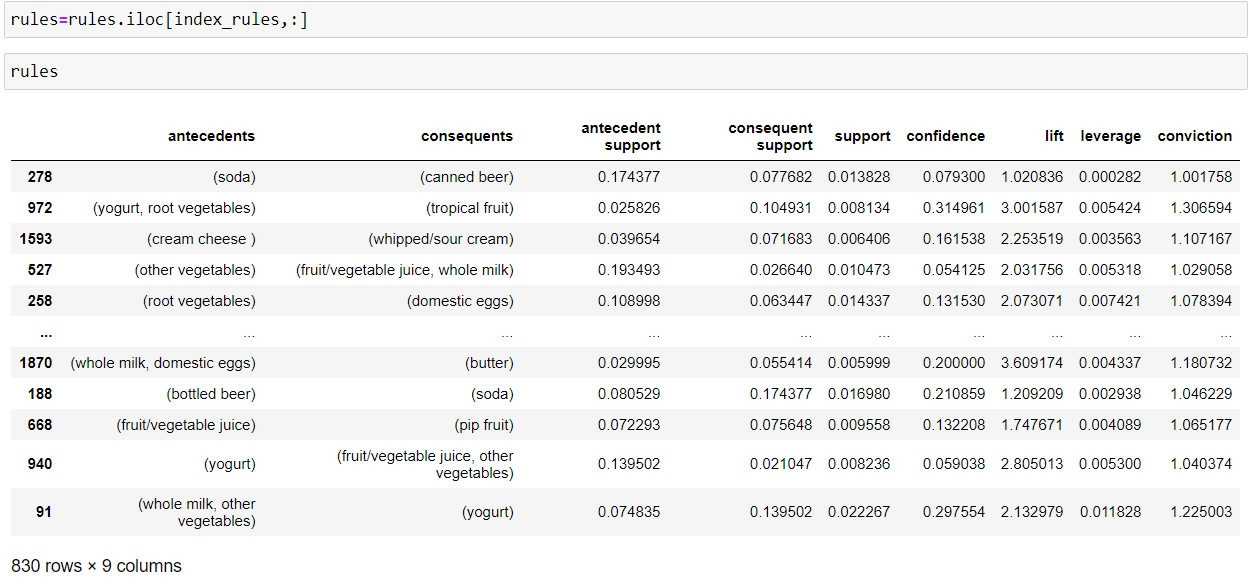 rules=rules.iloc[index_rules,:]
rules
antecedents consequents antecedent support consequent support support confidence lift leverage conviction
278 (soda) (canned beer) 0.174377 0.077682 0.013828 0.079300 1.020836 0.000282 1.001758
972 (yogurt, root vegetables) (tropical fruit) 0.025826 0.104931 0.008134 0.314961 3.001587 0.005424 1.306594
1593 (cream cheese ) (whipped/sour cream) 0.039654 0.071683 0.006406 0.161538 2.253519 0.003563 1.107167
527 (other vegetables) (fruit/vegetable juice, whole milk) 0.193493 0.026640 0.010473 0.054125 2.031756 0.005318 1.029058
258 (root vegetables) (domestic eggs) 0.108998 0.063447 0.014337 0.131530 2.073071 0.007421 1.078394
... ... ... ... ... ... ... ... ... ...
1870 (whole milk, domestic eggs) (butter) 0.029995 0.055414 0.005999 0.200000 3.609174 0.004337 1.180732
188 (bottled beer) (soda) 0.080529 0.174377 0.016980 0.210859 1.209209 0.002938 1.046229
668 (fruit/vegetable juice) (pip fruit) 0.072293 0.075648 0.009558 0.132208 1.747671 0.004089 1.065177
940 (yogurt) (fruit/vegetable juice, other vegetables) 0.139502 0.021047 0.008236 0.059038 2.805013 0.005300 1.040374
91 (whole milk, other vegetables) (yogurt) 0.074835 0.139502 0.022267 0.297554 2.132979 0.011828 1.225003
830 rows × 9 columns